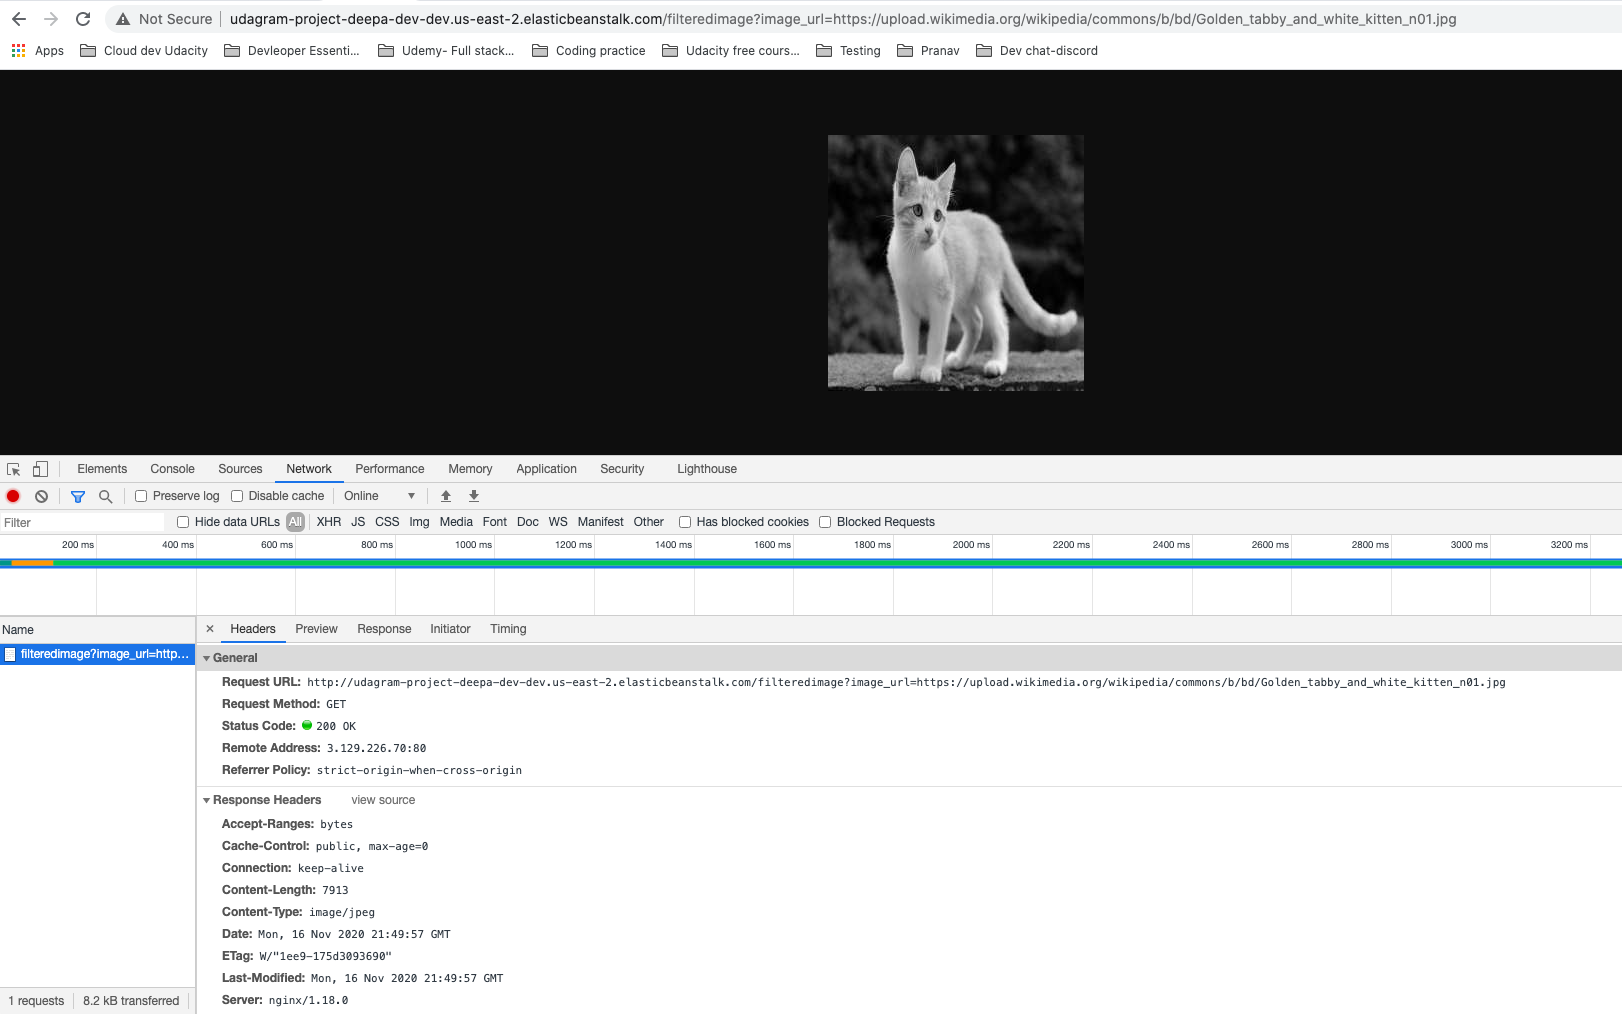 Not Secure | udagram-project-deepa-dev-dev.us-east-2.elasticbeanstalk.com/filteredimage?image_url=https://upload.wikimedia.org/wikipedia/commons/b/bd/Golden_tabby_and_white_kitten_n01.jpg
Apps Cloud dev Udacity Devleoper Essenti... Udemy- Full stack... Coding practice Udacity free cours... Testing Pranav Dev chat-discord
Elements Console Sources Network Performance Memory Application Security Lighthouse
Preserve log Disable cache Online
Filter Hide data URLs All XHR JS CSS Img Media Font Doc WS Manifest Other Has blocked cookies Blocked Requests
200 ms 400 ms 600 ms 800 ms 1000 ms 1200 ms 1400 ms 1600 ms 1800 ms 2000 ms 2200 ms 2400 ms 2600 ms 2800 ms 3000 ms 3200 ms
Name × Headers Preview Response Initiator Timing
filteredimage?image_url=http...
General
Request URL: http://udagram-project-deepa-dev-dev.us-east-2.elasticbeanstalk.com/filteredimage?image_url=https://upload.wikimedia.org/wikipedia/commons/b/bd/Golden_tabby_and_white_kitten_n01.jpg
Request Method: GET
Status Code: 200 OK
Remote Address: 3.129.226.70:80
Referrer Policy: strict-origin-when-cross-origin
Response Headers view source
Accept-Ranges: bytes
Cache-Control: public, max-age=0
Connection: keep-alive
Content-Length: 7913
Content-Type: image/jpeg
Date: Mon, 16 Nov 2020 21:49:57 GMT
ETag: W/"1ee9-175d3093690"
Last-Modified: Mon, 16 Nov 2020 21:49:57 GMT
Server: nginx/1.18.0
1 requests 8.2 kB transferred